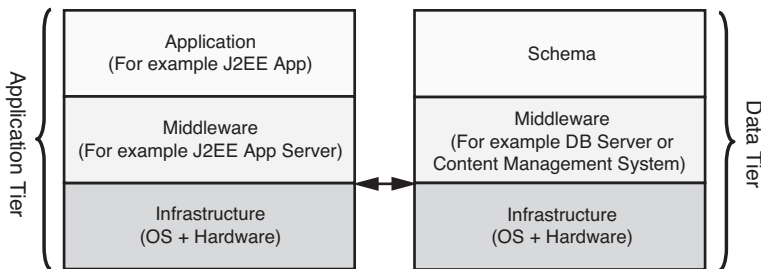 Application Tier
Application
(For example J2EE App)
Middleware
(For example J2EE App Server)
Infrastructure
(OS + Hardware)
Schema
Middleware
(For example DB Server or
Content Management System)
Infrastructure
(OS + Hardware)
Data Tier